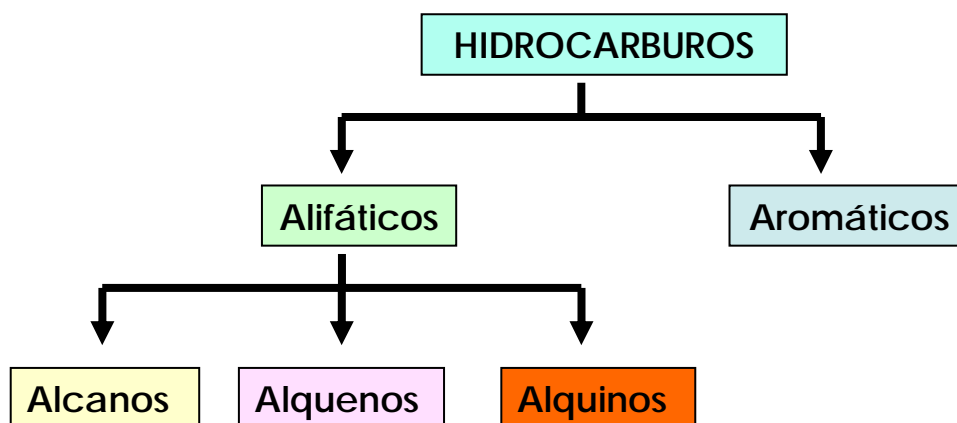 HIDROCARBUROS
Alifáticos
Aromáticos
Alcanos
Alquenos
Alquinos